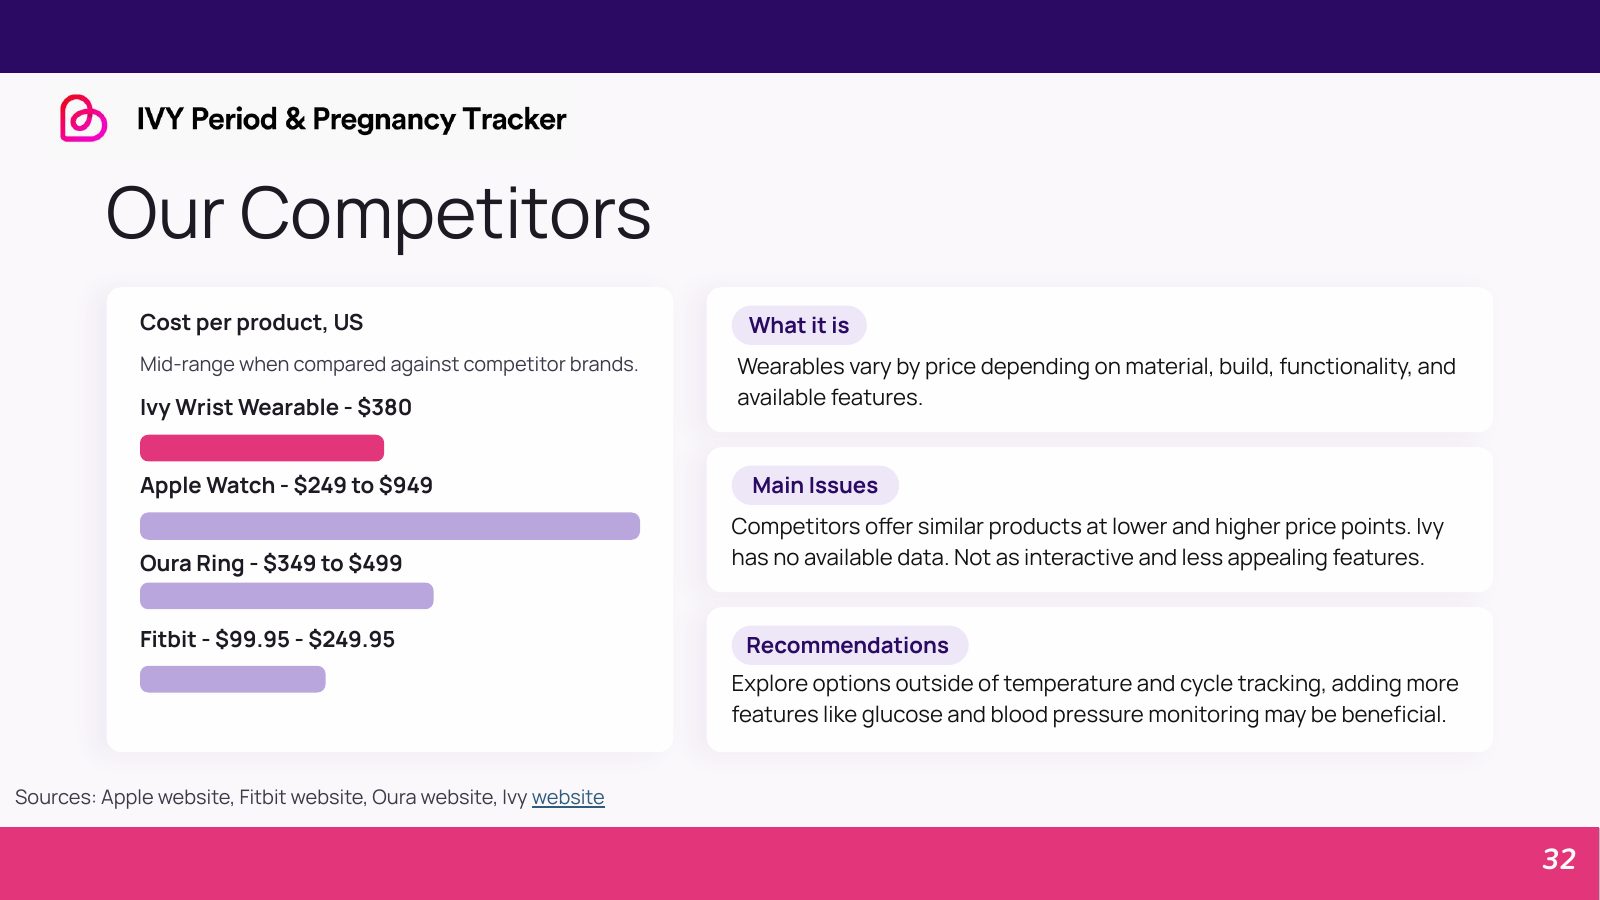 IVY Period & Pregnancy Tracker
Our Competitors
Cost per product, US
Mid-range when compared against competitor brands.
Ivy Wrist Wearable - $380
Apple Watch - $249 to $949
Oura Ring - $349 to $499
Fitbit - $99.95 - $249.95
What it is
Wearables vary by price depending on material, build, functionality, and
available features.
Main Issues
Competitors offer similar products at lower and higher price points. Ivy
has no available data. Not as interactive and less appealing features.
Recommendations
Explore options outside of temperature and cycle tracking, adding more
features like glucose and blood pressure monitoring may be beneficial.
Sources: Apple website, Fitbit website, Oura website, Ivy website
32